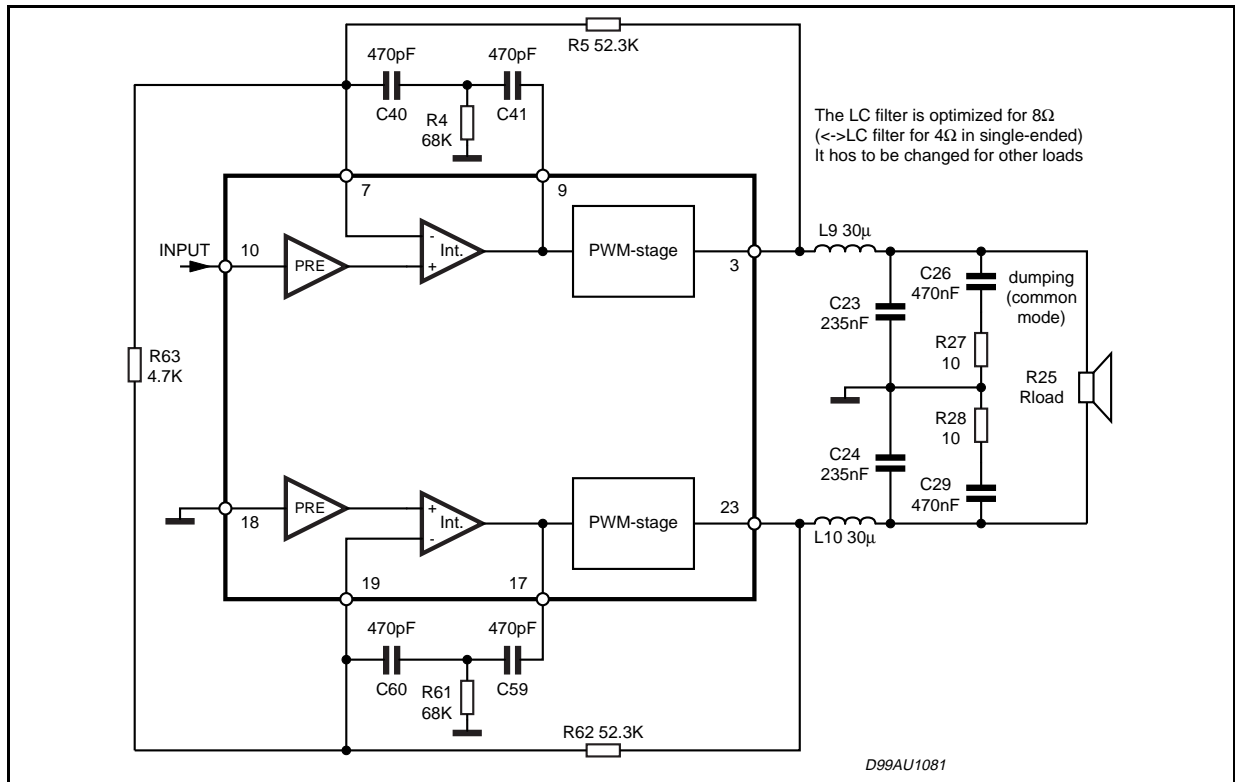 R5 52.3K
470pF
470pF
C40
R4
68K
C41
The LC filter is optimized for 8Ω
(<->LC filter for 4Ω in single-ended)
It hos to be changed for other loads
7
9
INPUT
10
PRE
-
+
Int.
PWM-stage
3
L9 30µ
C23
235nF
C26
470nF
dumping
(common
mode)
R27
10
R63
4.7K
R25
Rload
R28
10
C24
235nF
C29
470nF
18
PRE
+
-
Int.
PWM-stage
23
L10 30µ
19
17
470pF
470pF
C60
R61
68K
C59
R62 52.3K
D99AU1081